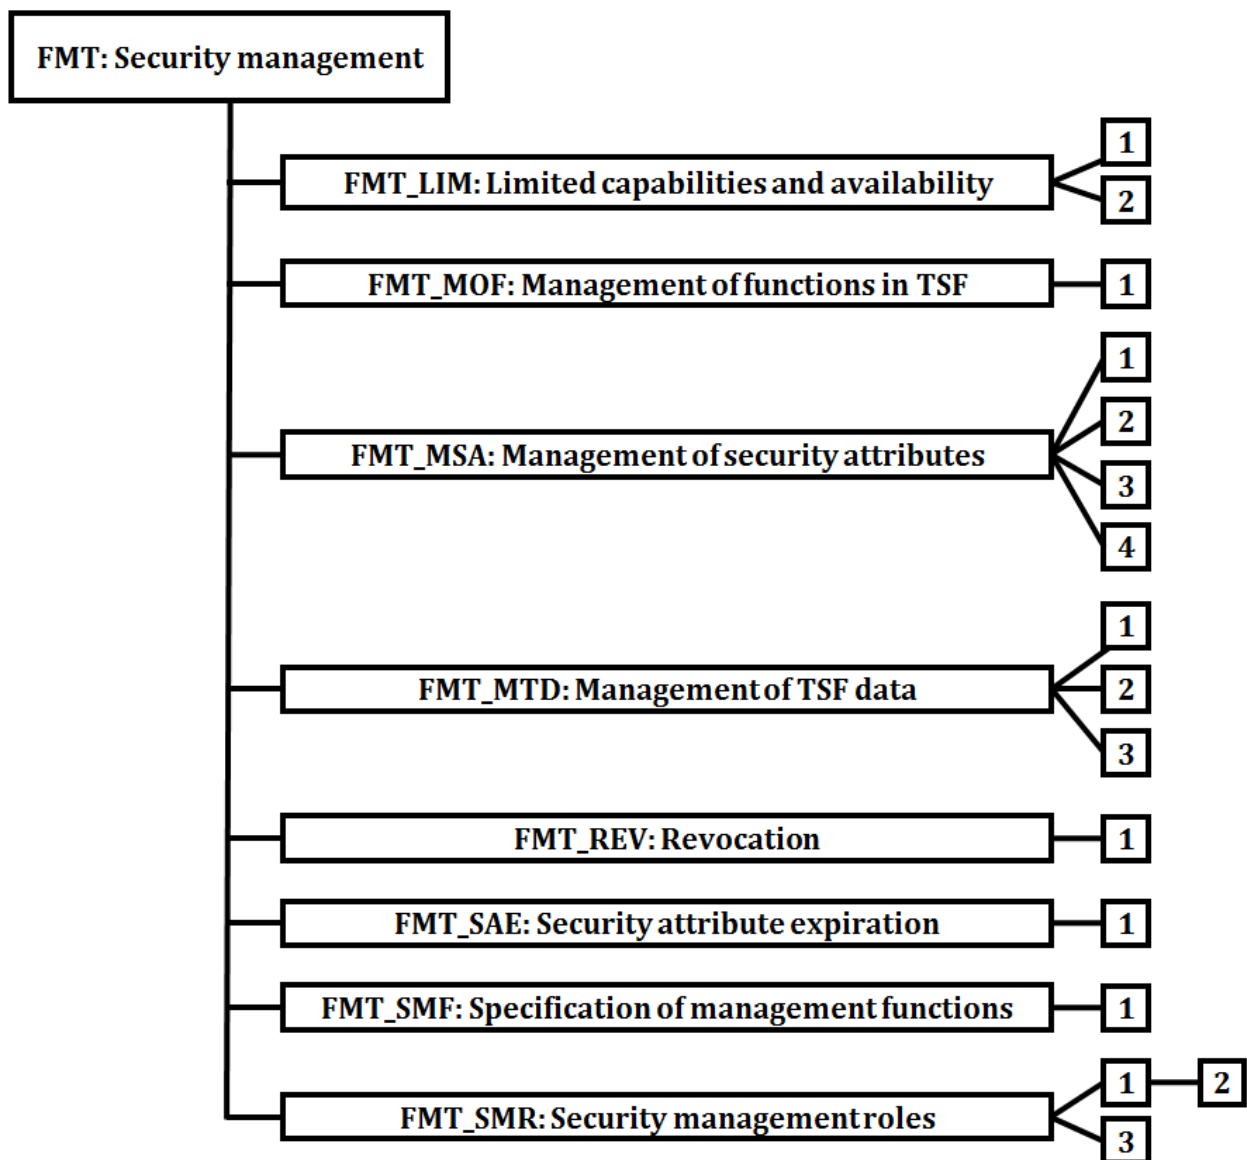 FMT: Security management
1
FMT_LIM: Limited capabilities and availability
2
FMT_MOF: Management of functions in TSF 1
1
2
FMT_MSA: Management of security attributes
3
4
1
FMT_MTD: Management of TSF data 2
3
FMT_REV: Revocation 1
FMT_SAE: Security attribute expiration 1
FMT_SMF: Specification of management functions 1
1 2
FMT_SMR: Security management roles
3